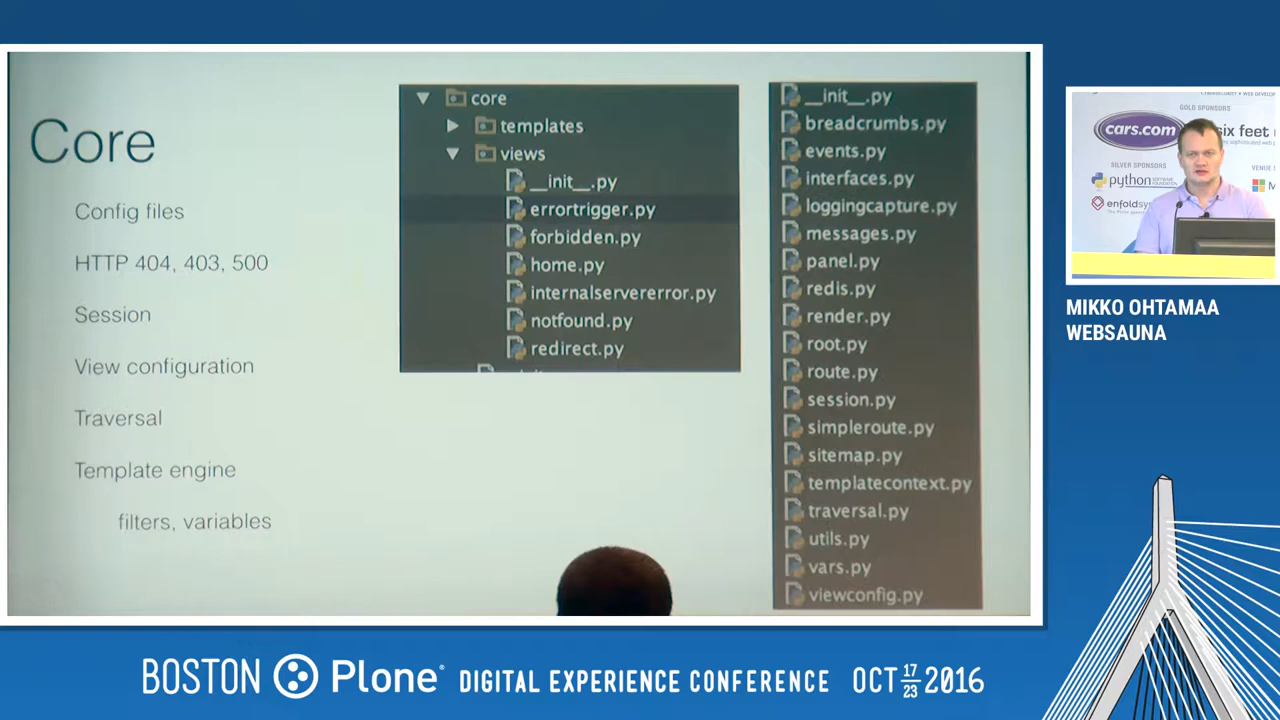 Core
Config files
HTTP 404, 403, 500
Session
View configuration
Traversal
Template engine
filters, variables
core
templates
views
__init__.py
errortrigger.py
forbidden.py
home.py
internalservererror.py
notfound.py
redirect.py
__init__.py
breadcrumbs.py
events.py
interfaces.py
loggingcapture.py
messages.py
panel.py
redis.py
render.py
root.py
route.py
session.py
simpleroute.py
sitemap.py
templatecontext.py
traversal.py
utils.py
vars.py
viewconfig.py
GOLD SPONSORS
cars.com
six feet
SILVER SPONSORS
python
enfoldsy
VENUE
MIKKO OHTAMAA
WEBSAUNA
BOSTON Plone® DIGITAL EXPERIENCE CONFERENCE OCT 17 23 2016